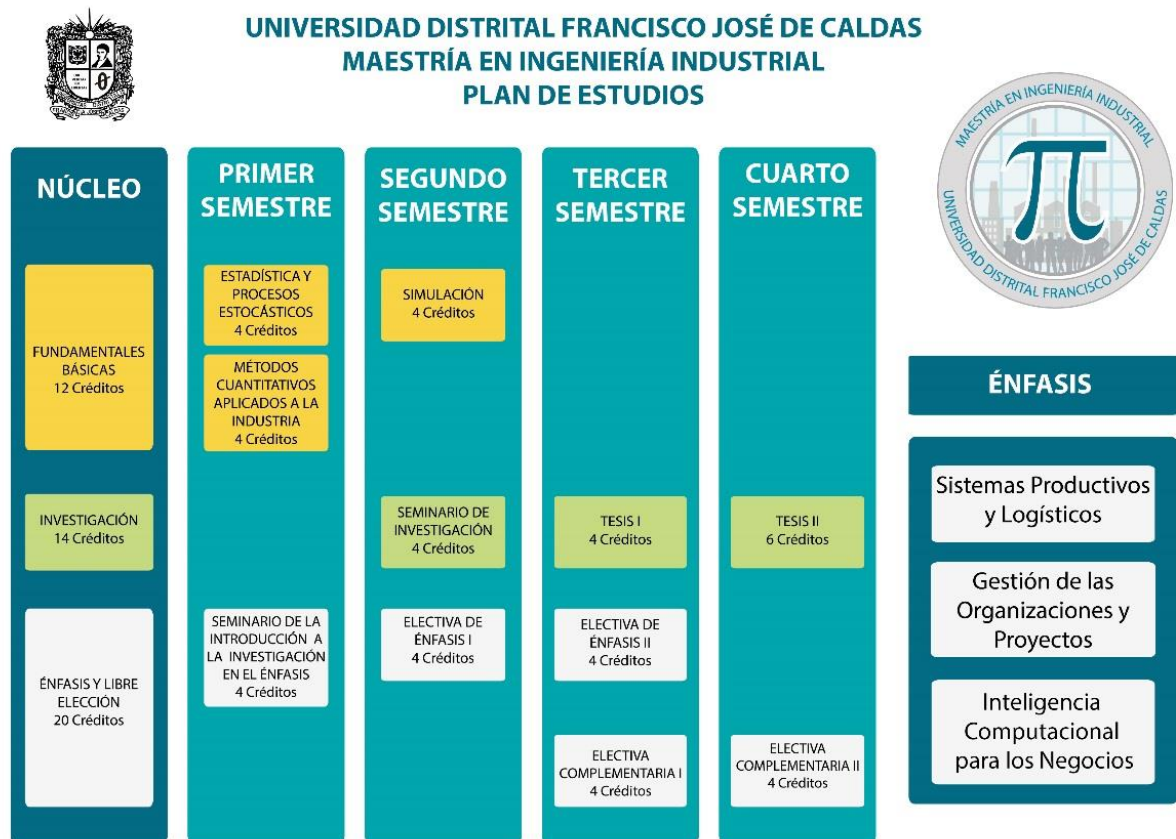 UNIVERSIDAD DISTRITAL FRANCISCO JOSÉ DE CALDAS
MAESTRÍA EN INGENIERÍA INDUSTRIAL
PLAN DE ESTUDIOS
MAESTRÍA EN INGENIERÍA INDUSTRIAL
UNIVERSIDAD DISTRITAL FRANCISCO JOSÉ DE CALDAS
NÚCLEO
FUNDAMENTALES
BÁSICAS
12 Créditos
INVESTIGACIÓN
14 Créditos
ÉNFASIS Y LIBRE
ELECCIÓN
20 Créditos
PRIMER
SEMESTRE
ESTADÍSTICA Y
PROCESOS
ESTOCÁSTICOS
4 Créditos
MÉTODOS
CUANTITATIVOS
APLICADOS A LA
INDUSTRIA
4 Créditos
SEMINARIO DE LA
INTRODUCCIÓN A
LA INVESTIGACIÓN
EN EL ÉNFASIS
4 Créditos
SEGUNDO
SEMESTRE
SIMULACIÓN
4 Créditos
SEMINARIO DE
INVESTIGACIÓN
4 Créditos
ELECTIVA DE
ÉNFASIS I
4 Créditos
TERCER
SEMESTRE
TESIS I
4 Créditos
ELECTIVA DE
ÉNFASIS II
4 Créditos
ELECTIVA
COMPLEMENTARIA I
4 Créditos
CUARTO
SEMESTRE
TESIS II
6 Créditos
ELECTIVA
COMPLEMENTARIA II
4 Créditos
ÉNFASIS
Sistemas Productivos
y Logísticos
Gestión de las
Organizaciones y
Proyectos
Inteligencia
Computacional
para los Negocios